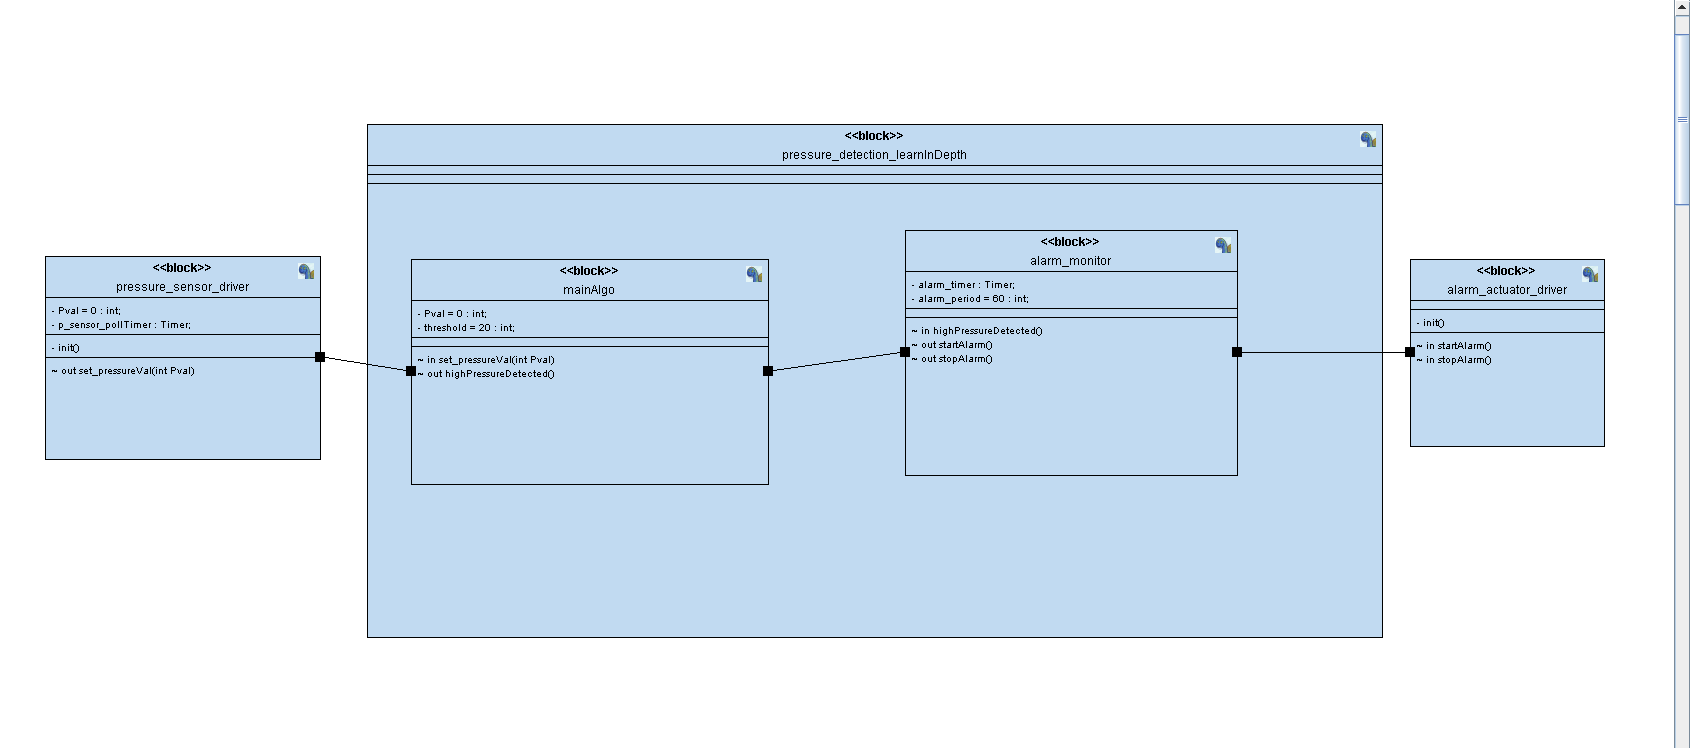 <<block>>
pressure_detection_learnInDepth
<<block>>
pressure_sensor_driver
- Pval = 0 : int;
- p_sensor_pollTimer : Timer;
- init()
~ out set_pressureVal(int Pval)
<<block>>
mainAlgo
- Pval = 0 : int;
- threshold = 20 : int;
~ in set_pressureVal(int Pval)
~ out highPressureDetected()
<<block>>
alarm_monitor
- alarm_timer : Timer;
- alarm_period = 60 : int;
~ in highPressureDetected()
~ out startAlarm()
~ out stopAlarm()
<<block>>
alarm_actuator_driver
- init()
~ in startAlarm()
~ in stopAlarm()